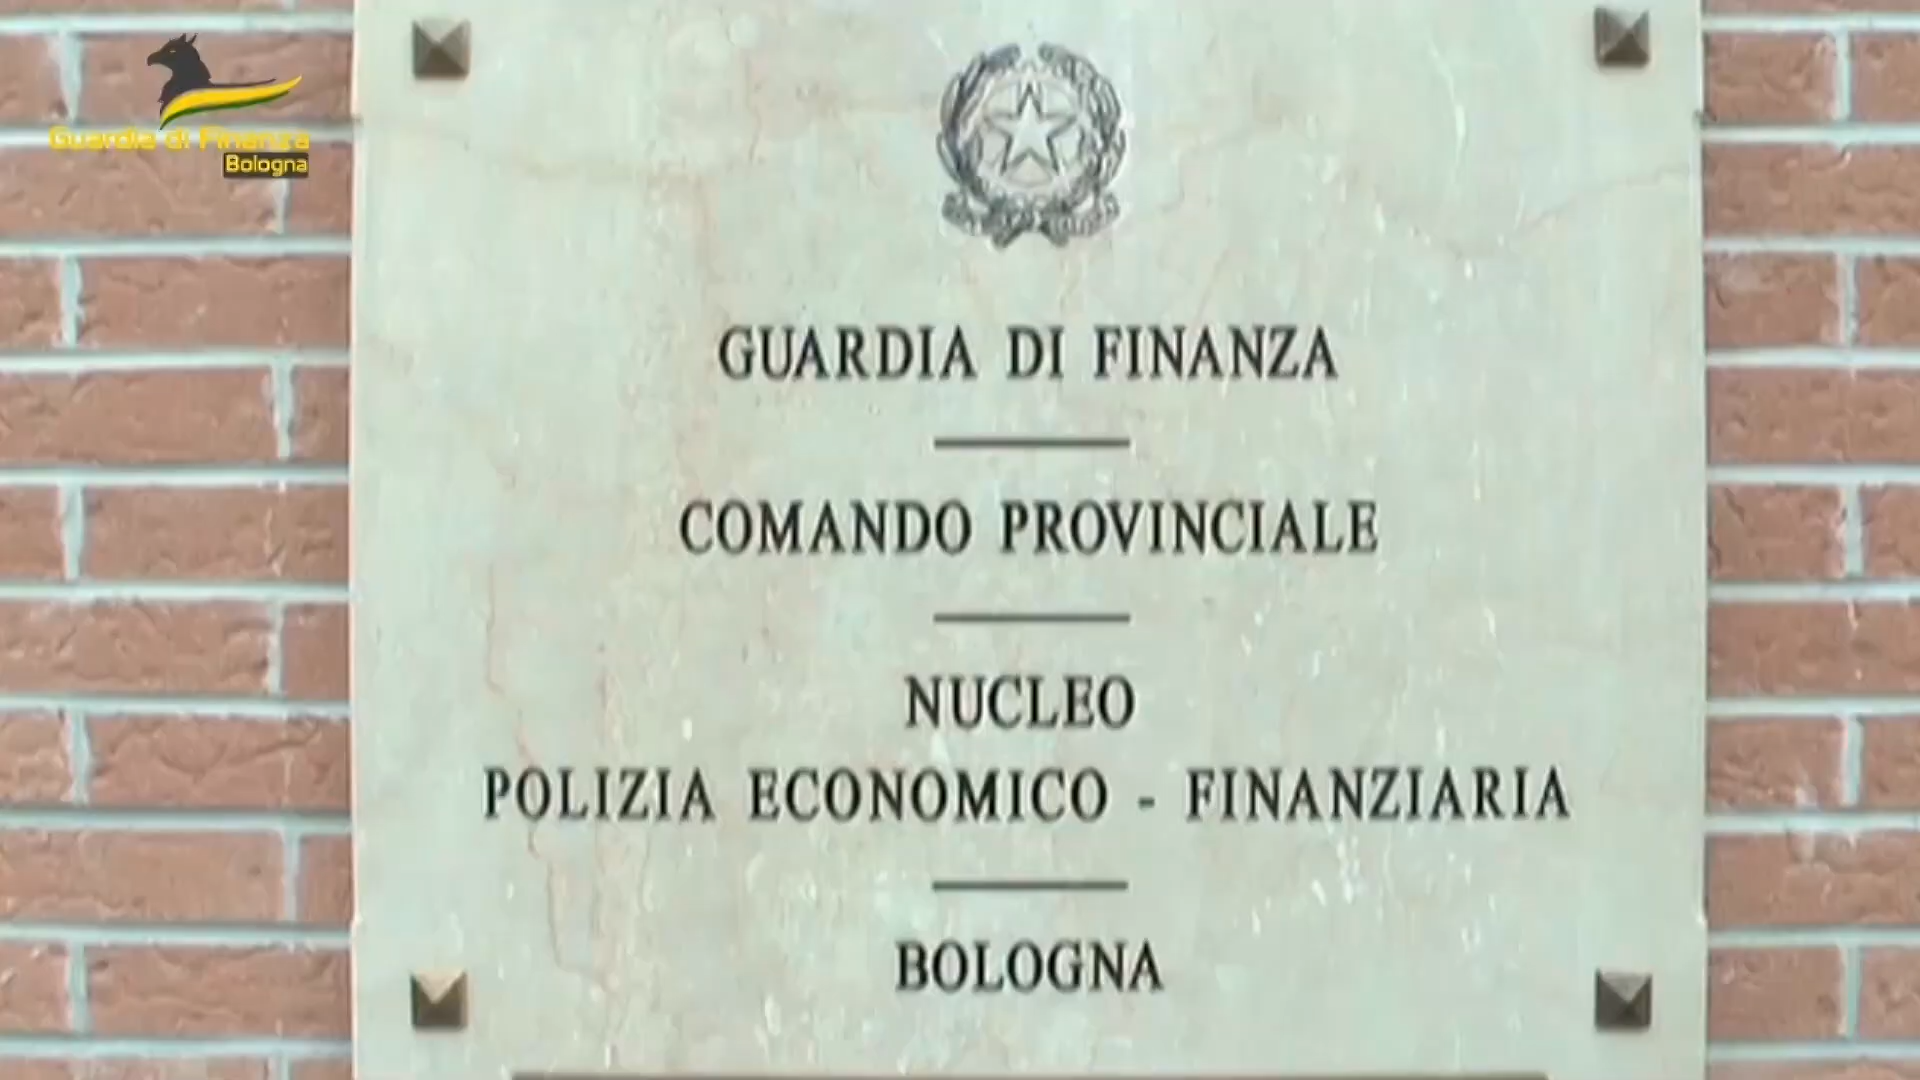 Guardia di Finanza
Bologna
GUARDIA DI FINANZA
COMANDO PROVINCIALE
NUCLEO
POLIZIA ECONOMICO - FINANZIARIA
BOLOGNA